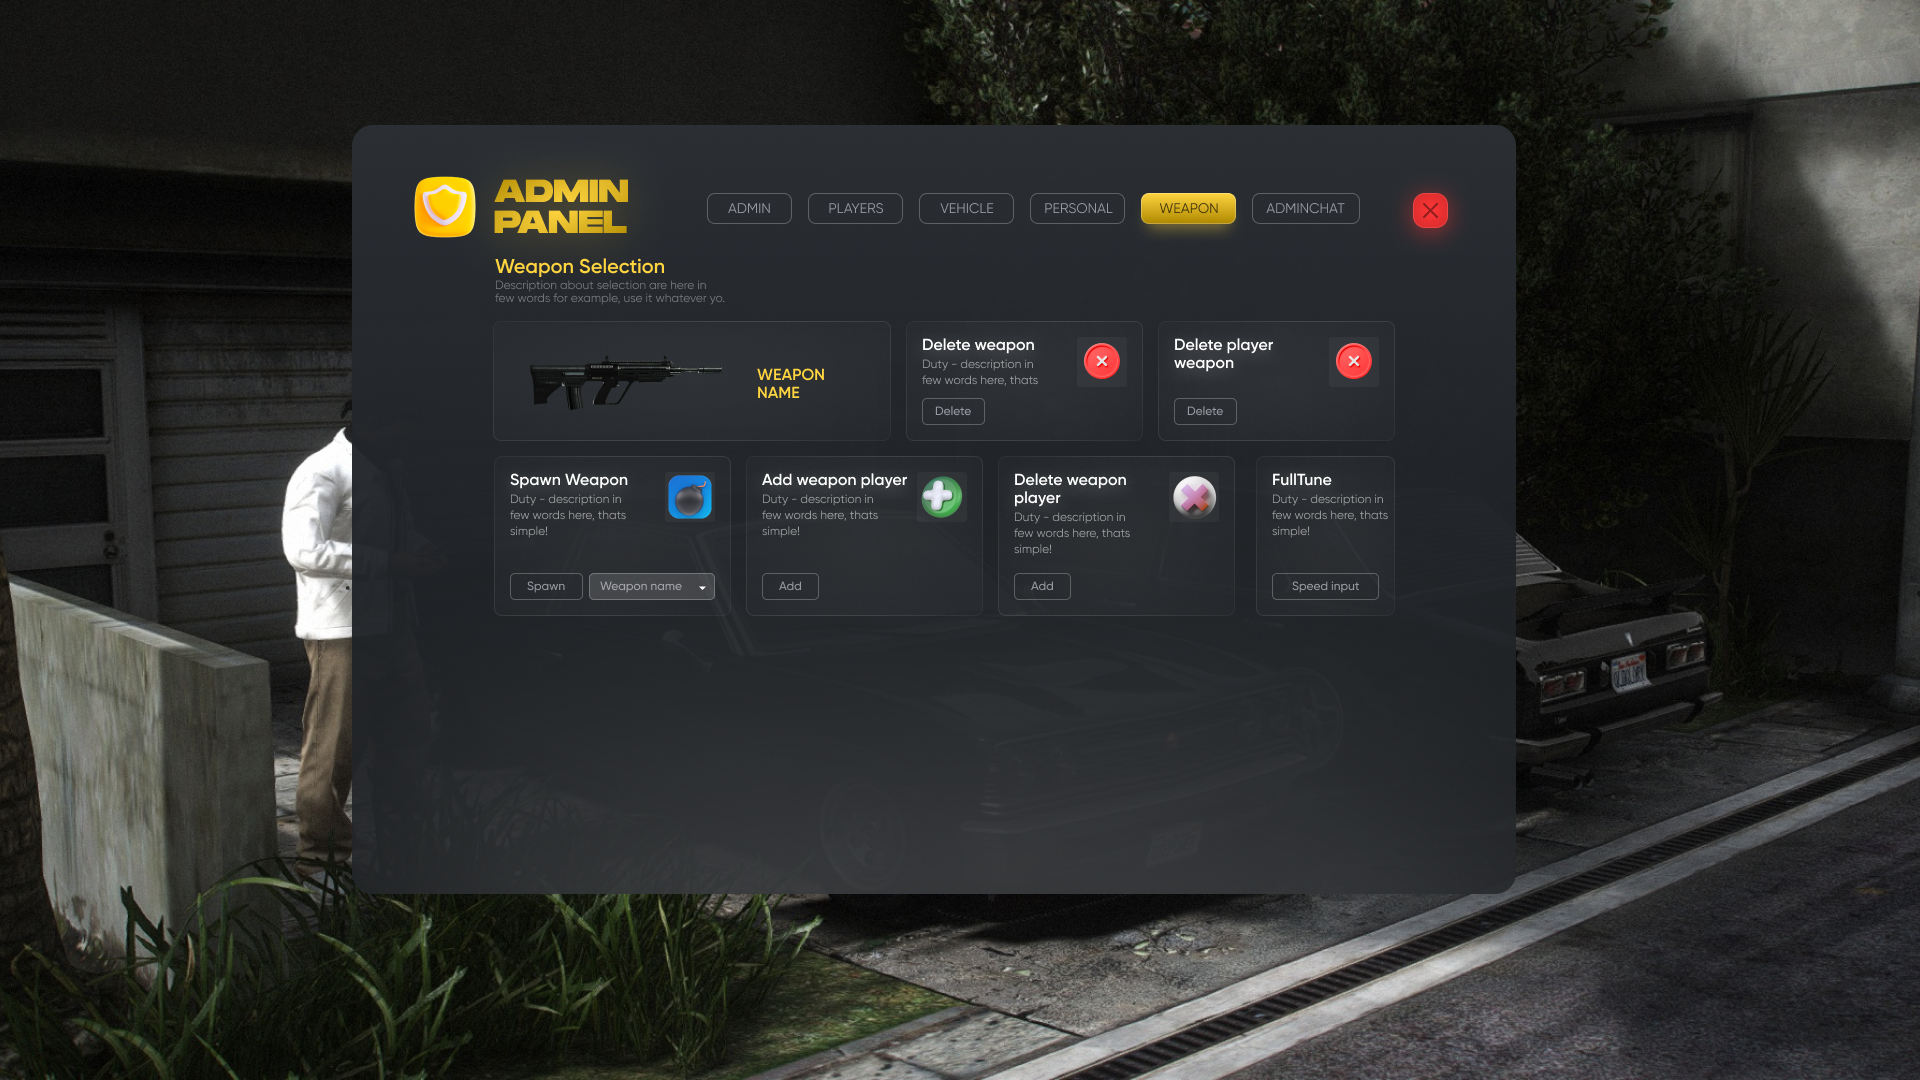 ADMIN
PANEL
ADMIN
PLAYERS
VEHICLE
PERSONAL
WEAPON
ADMINCHAT
Weapon Selection
Description about selection are here in
few words for example, use it whatever yo.
WEAPON
NAME
Delete weapon
Duty - description in
few words here, thats
Delete
Delete player
weapon
Delete
Spawn Weapon
Duty - description in
few words here, thats
simple!
Spawn
Weapon name
Add weapon player
Duty - description in
few words here, thats
simple!
Add
Delete weapon
player
Duty - description in
few words here, thats
simple!
Add
FullTune
Duty - description in
few words here, thats
simple!
Speed input